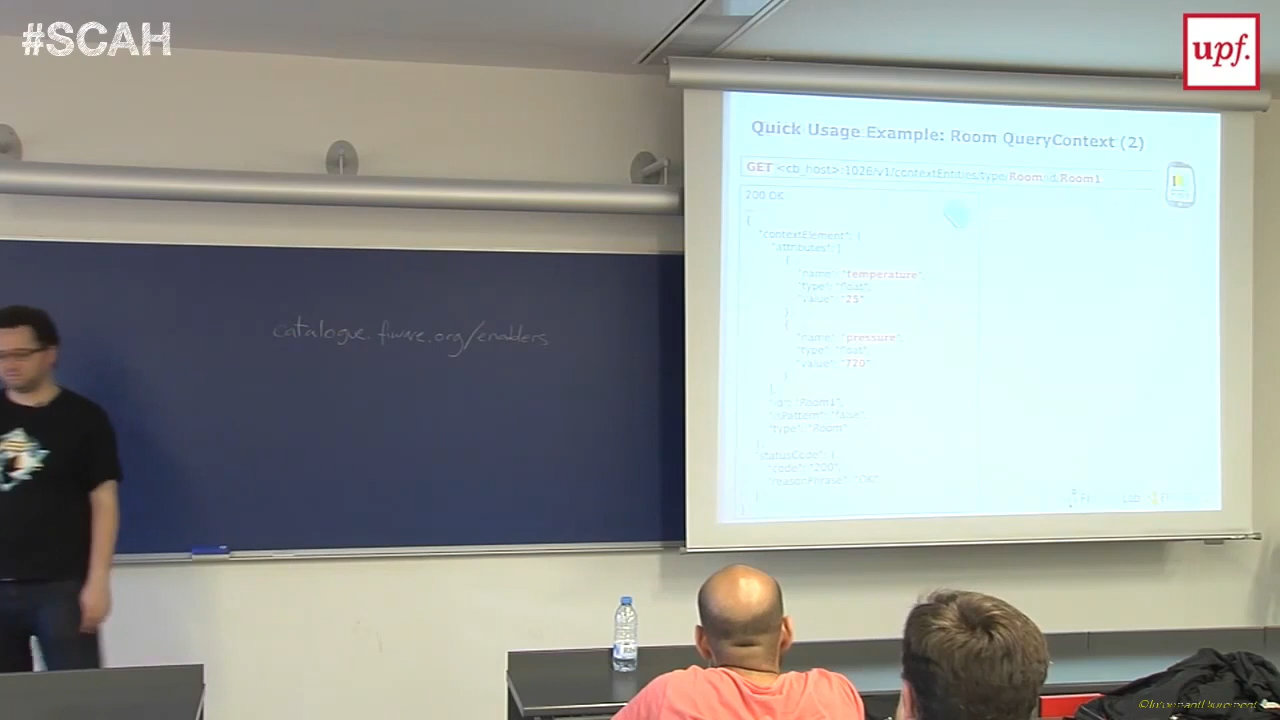 #SCAH
upf.
Quick Usage Example: Room QueryContext (2)
GET <cb_host>:1026/v1/contextEntities/type/Room/id/Room1
200 OK
{
"contextElement": {
"attributes": [
{
"name": "temperature",
"type": "float",
"value": "25"
}
{
"name": "pressure",
"type": "float",
"value": "720"
}
],
"id": "Room1",
"isPattern": "false",
"type": "Room"
},
"statusCode": {
"code": "200",
"reasonPhrase": "OK"
}
}
catalogue.fiware.org/enablers